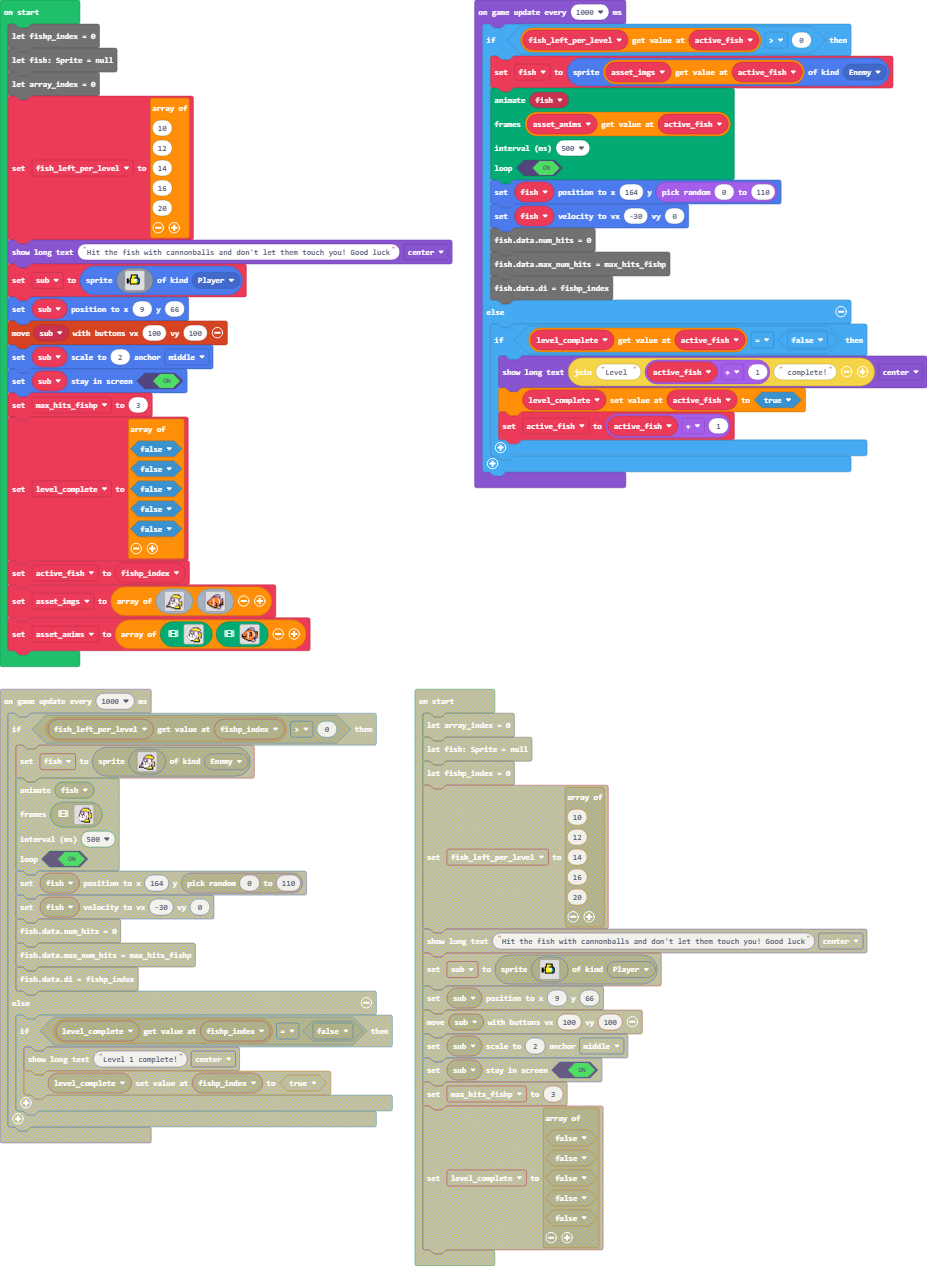 on start
let fishp_index = 0
let fish: Sprite = null
let array_index = 0
set fish_left_per_level to array of
10
12
14
16
20
show long text "Hit the fish with cannonballs and don't let them touch you! Good luck" center
set sub to sprite of kind Player
set sub position to x 9 y 66
move sub with buttons vx 100 vy 100
set sub scale to 2 anchor middle
set sub stay in screen ON
set max_hits_fishp to 3
set level_complete to array of
false
false
false
false
false
set active_fish to fishp_index
set asset_imgs to array of
set asset_anims to array of
on game update every 1000 ms
if fish_left_per_level get value at active_fish > 0 then
set fish to sprite asset_imgs get value at active_fish of kind Enemy
animate fish
frames asset_anims get value at active_fish
interval (ms) 500
loop ON
set fish position to x 164 y pick random 0 to 110
set fish velocity to vx -30 vy 0
fish.data.num_hits = 0
fish.data.max_num_hits = max_hits_fishp
fish.data.di = fishp_index
else
if level_complete get value at active_fish = false then
show long text join "Level " active_fish + 1 " complete!" center
level_complete set value at active_fish to true
set active_fish to active_fish + 1
on game update every 1000 ms
if fish_left_per_level get value at fishp_index > 0 then
set fish to sprite of kind Enemy
animate fish
frames
interval (ms) 500
loop ON
set fish position to x 164 y pick random 0 to 110
set fish velocity to vx -30 vy 0
fish.data.num_hits = 0
fish.data.max_num_hits = max_hits_fishp
fish.data.di = fishp_index
else
if level_complete get value at fishp_index = false then
show long text "Level 1 complete!" center
level_complete set value at fishp_index to true
on start
let array_index = 0
let fish: Sprite = null
let fishp_index = 0
set fish_left_per_level to array of
10
12
14
16
20
show long text "Hit the fish with cannonballs and don't let them touch you! Good luck" center
set sub to sprite of kind Player
set sub position to x 9 y 66
move sub with buttons vx 100 vy 100
set sub scale to 2 anchor middle
set sub stay in screen ON
set max_hits_fishp to 3
set level_complete to array of
false
false
false
false
false